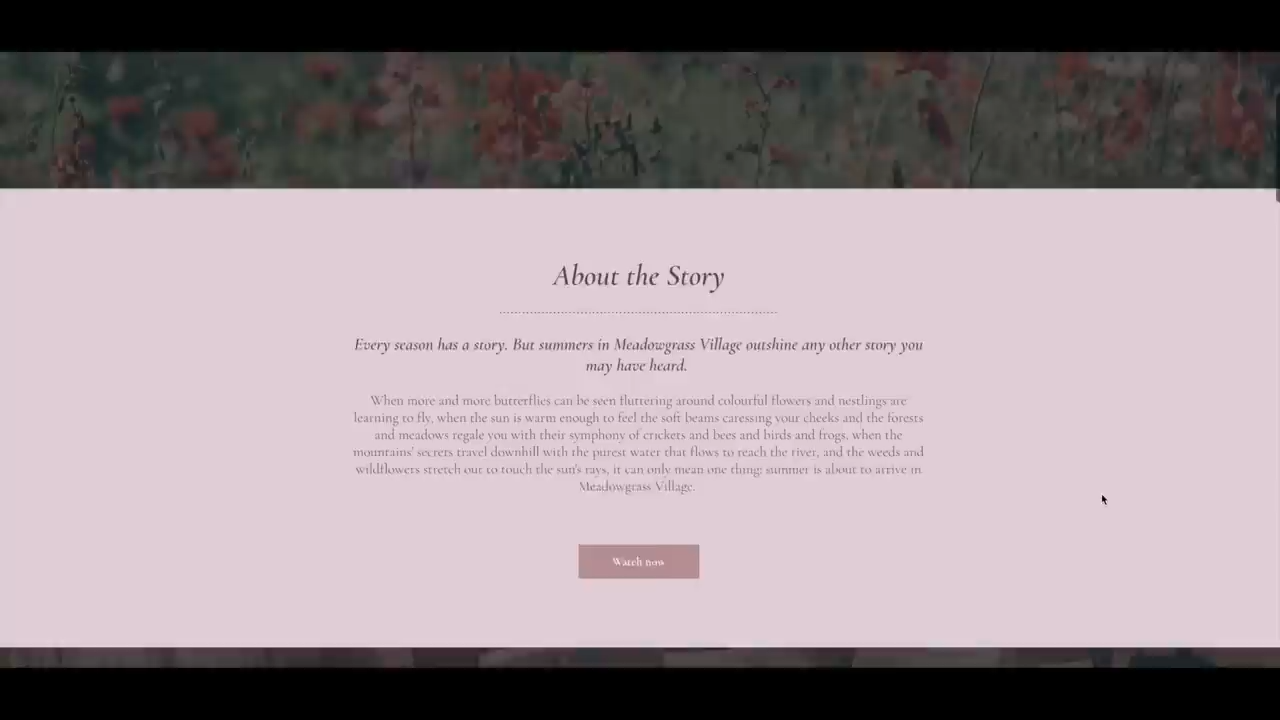 About the Story
Every season has a story. But summers in Meadowgrass Village outshine any other story you
may have heard.
When more and more butterflies can be seen fluttering around colourful flowers and nestlings are
learning to fly, when the sun is warm enough to feel the soft beams caressing your cheeks and the forests
and meadows regale you with their symphony of crickets and bees and birds and frogs, when the
mountains' secrets travel downhill with the purest water that flows to reach the river, and the weeds and
wildflowers stretch out to touch the sun's rays, it can only mean one thing: summer is about to arrive in
Meadowgrass Village.
Watch now